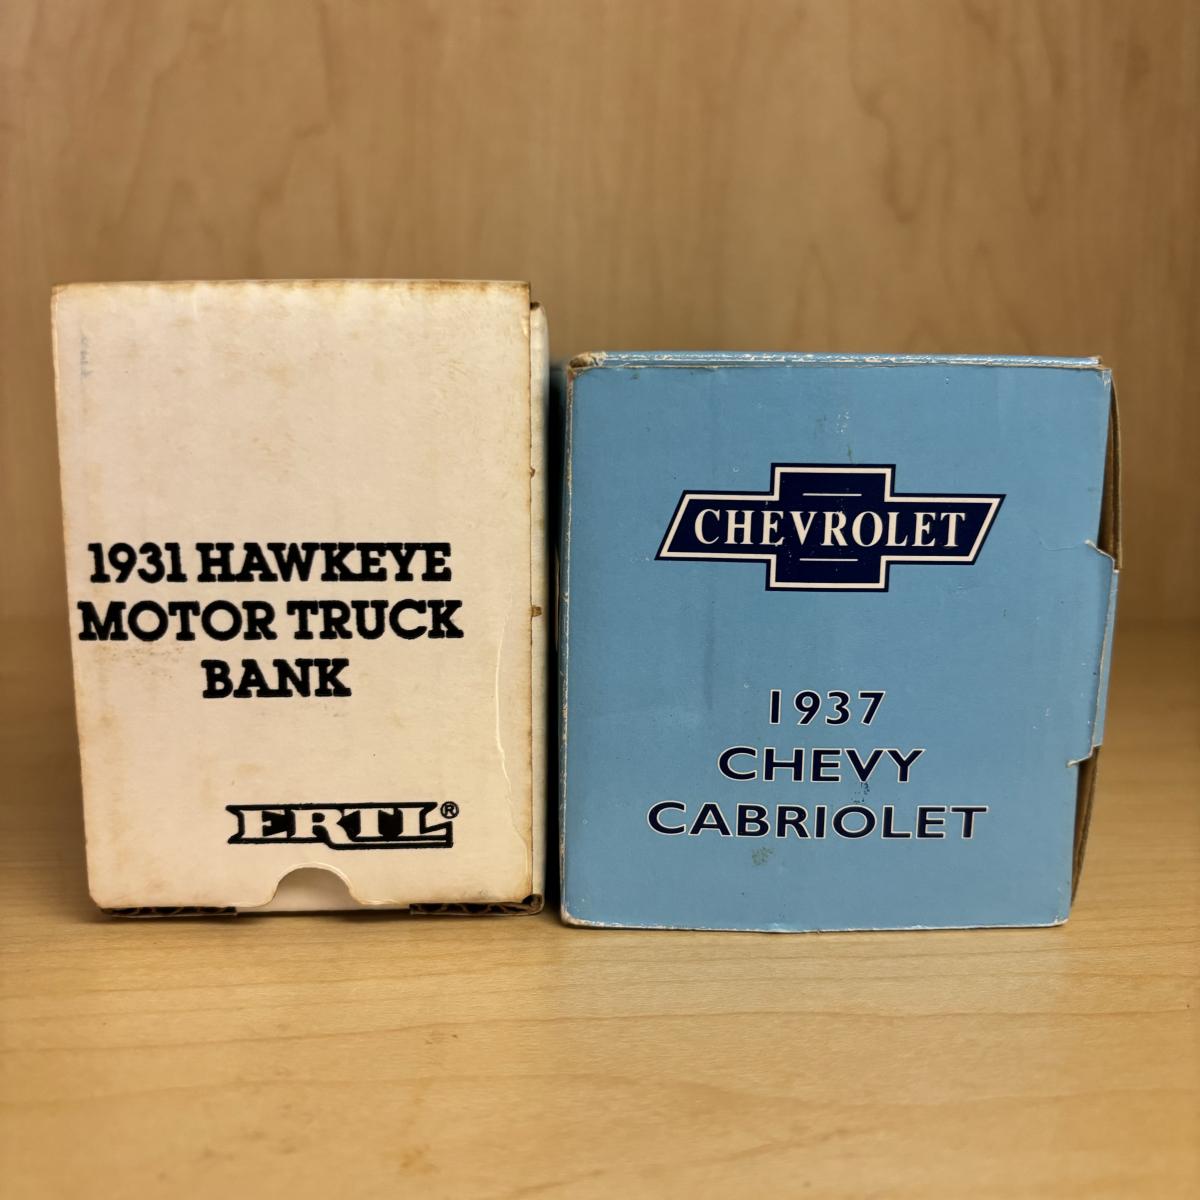 1931 HAWKEYE
MOTOR TRUCK
BANK
ERTL®
CHEVROLET
1937
CHEVY
CABRIOLET